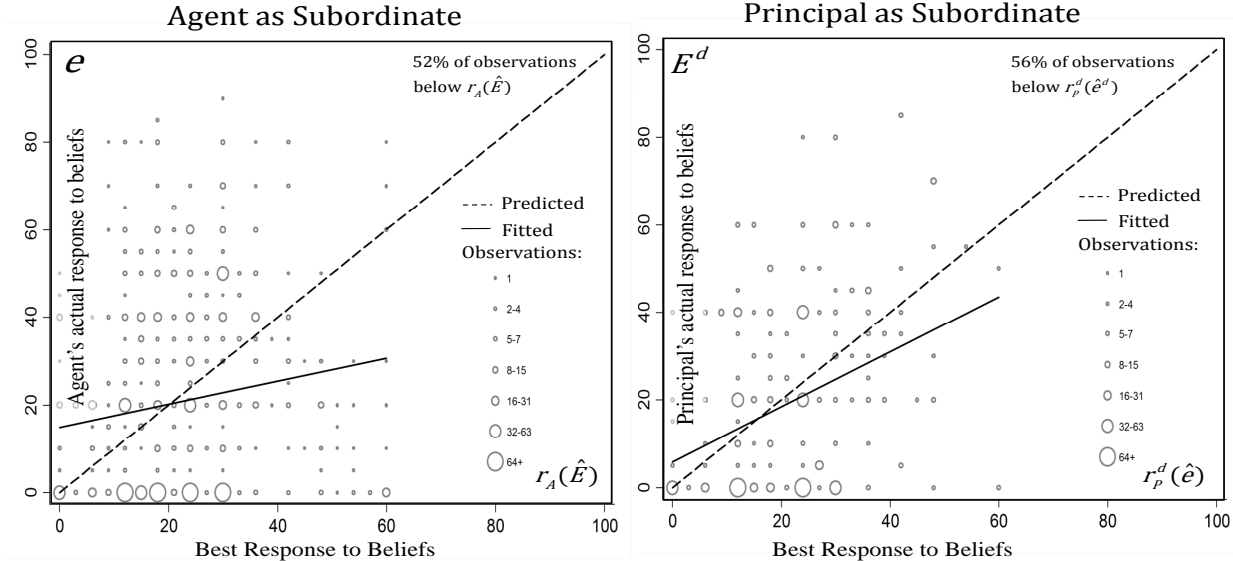 Agent as Subordinate
e
52% of observations
below r_A(Ê)
Agent's actual response to beliefs
100
80
60
40
20
0
Predicted
Fitted
Observations:
1
2-4
5-7
8-15
16-31
32-63
64+
r_A(Ê)
0 20 40 60 80 100
Best Response to Beliefs
Principal as Subordinate
E^d
56% of observations
below r_P^d(ê^d)
Principal's actual response to beliefs
100
80
60
40
20
0
Predicted
Fitted
Observations:
1
2-4
5-7
8-15
16-31
32-63
64+
r_P^d(ê)
0 20 40 60 80 100
Best Response to Beliefs